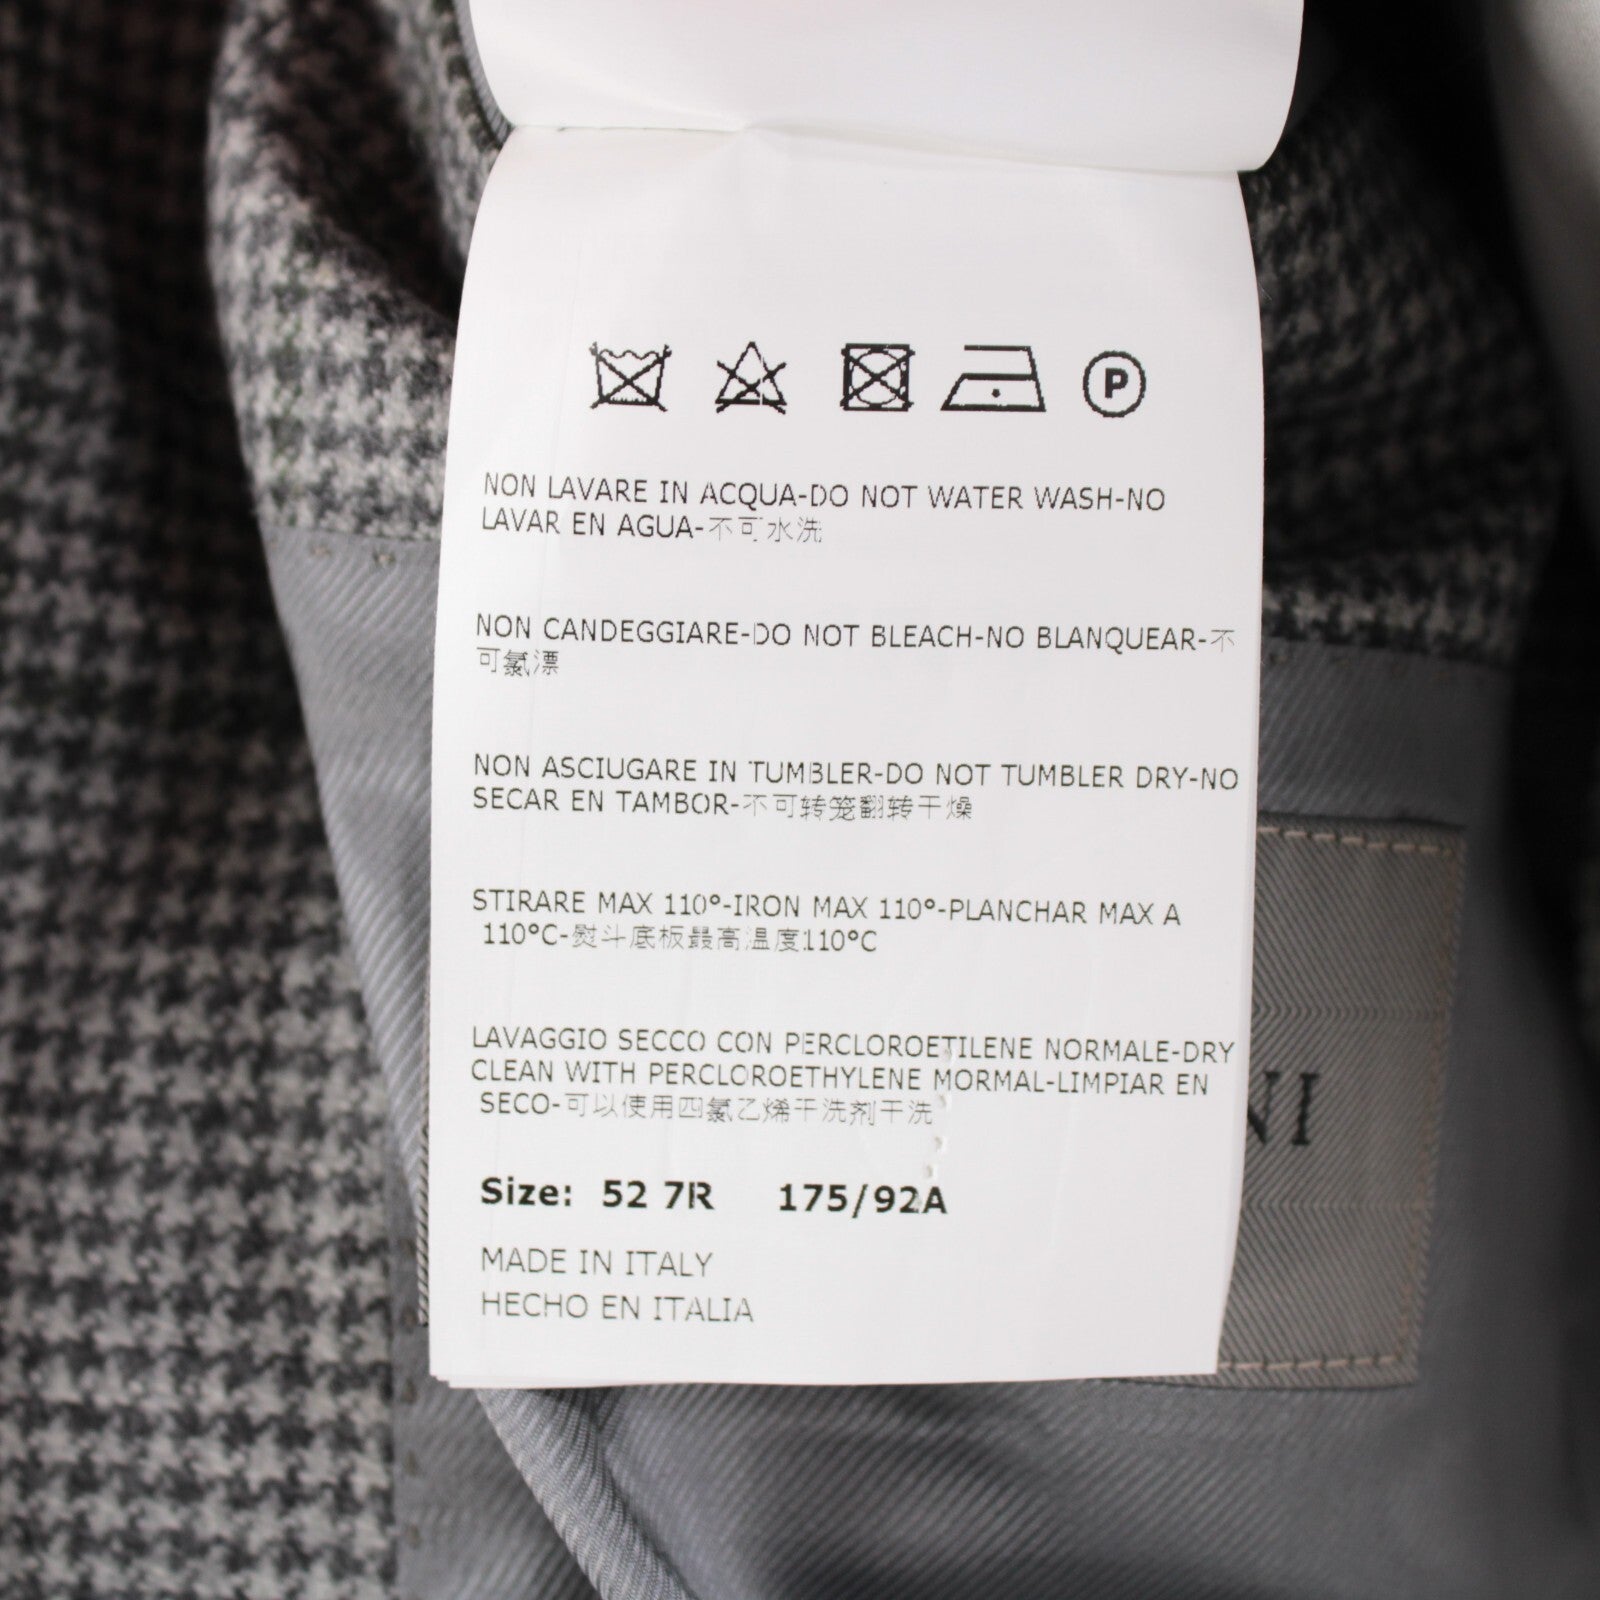 P
NON LAVARE IN ACQUA-DO NOT WATER WASH-NO
LAVAR EN AGUA-不可水洗
NON CANDEGGIARE-DO NOT BLEACH-NO BLANQUEAR-不
可氯漂
NON ASCIUGARE IN TUMBLER-DO NOT TUMBLER DRY-NO
SECAR EN TAMBOR-不可转笼翻转干燥
STIRARE MAX 110°-IRON MAX 110°-PLANCHAR MAX A
110°C-熨斗底板最高温度110°C
LAVAGGIO SECCO CON PERCLOROETILENE NORMALE-DRY
CLEAN WITH PERCLOROETHYLENE MORMAL-LIMPIAR EN
SECO-可以使用四氯乙烯干洗剂干洗
Size: 52 7R 175/92A
MADE IN ITALY
HECHO EN ITALIA